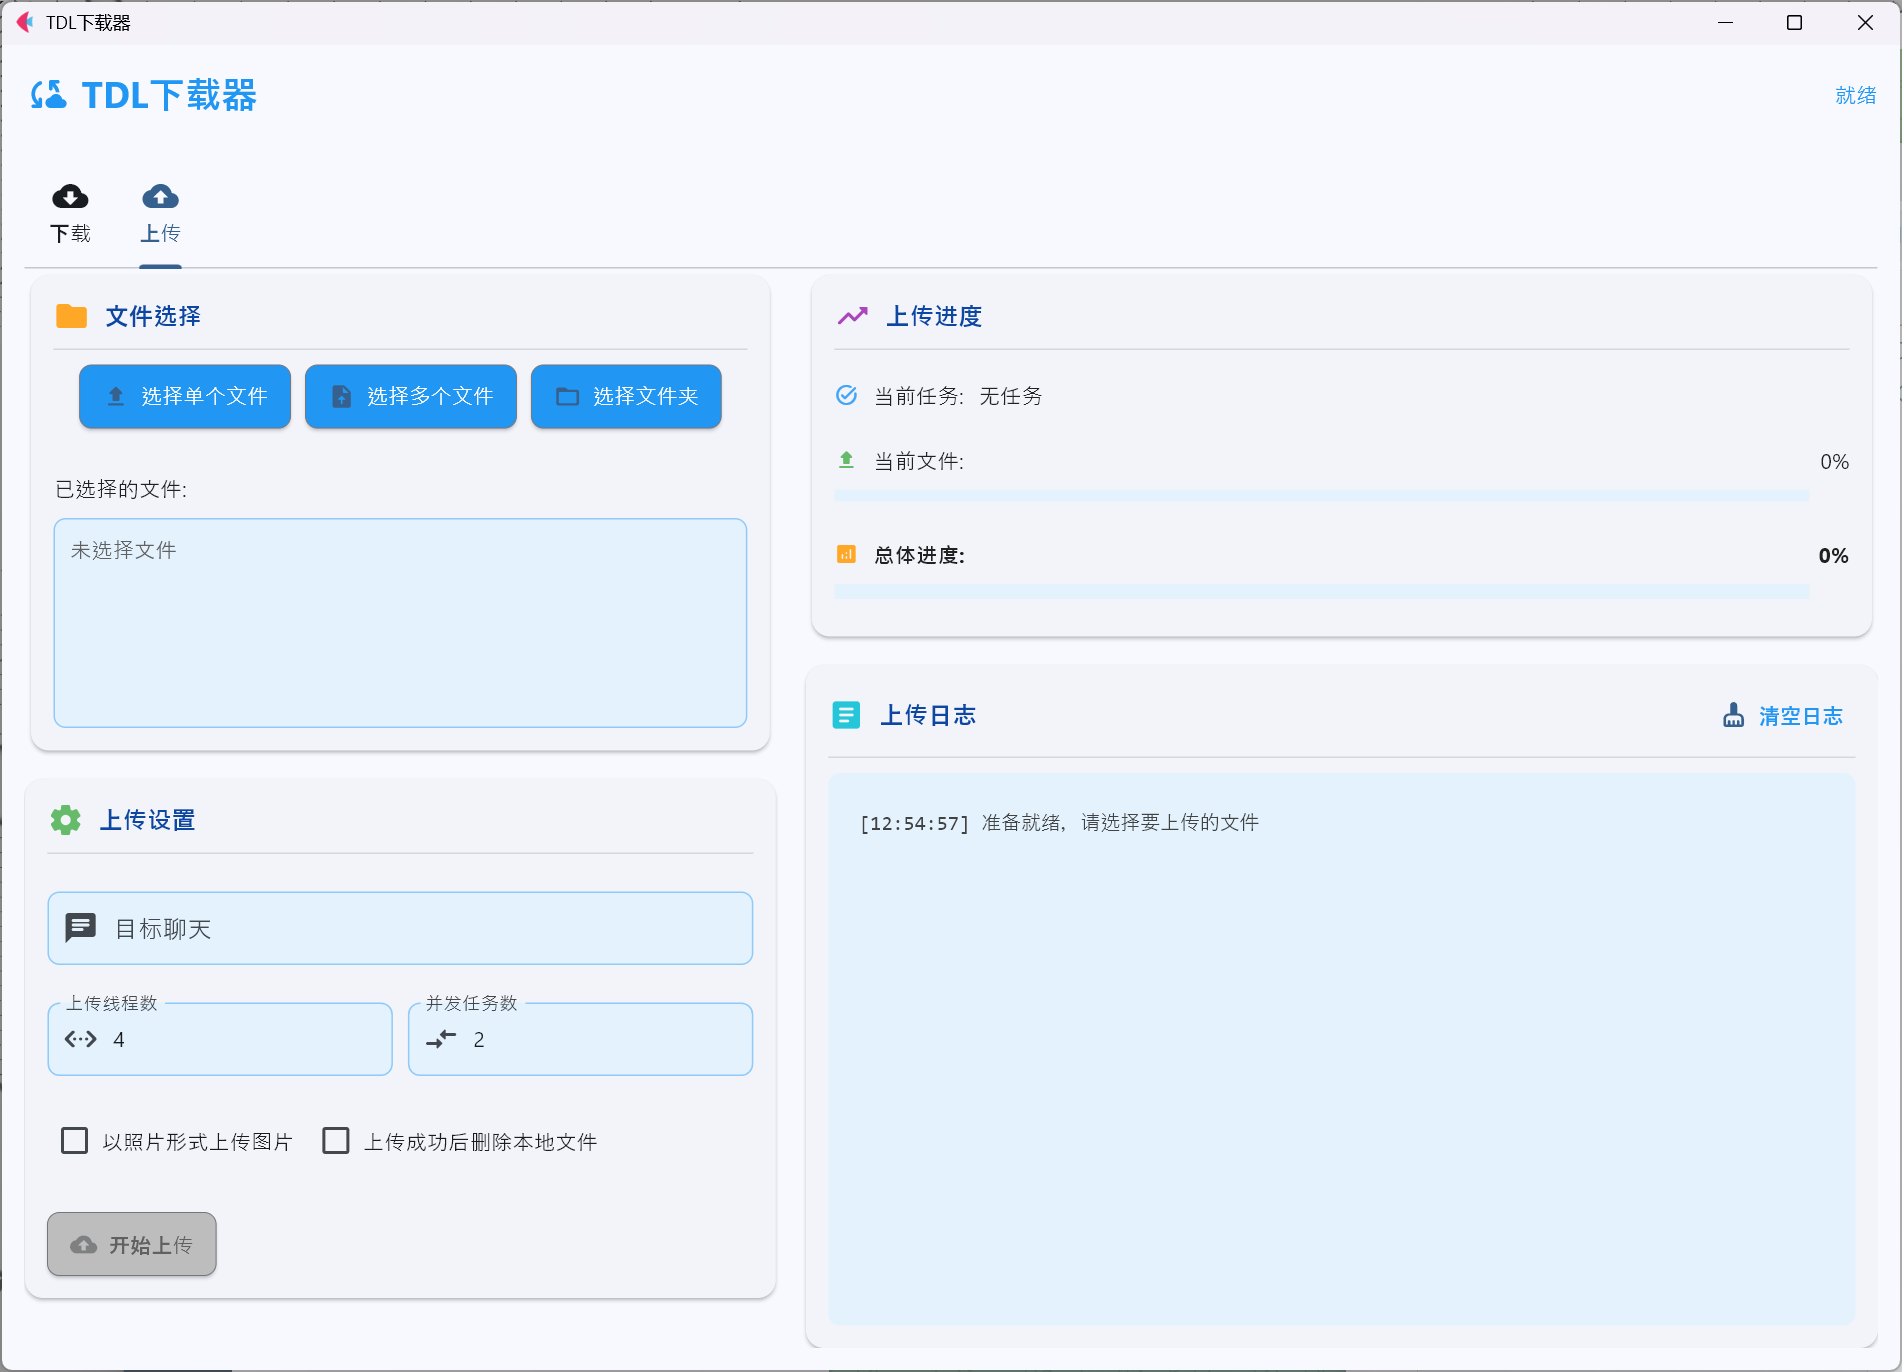 TDL下载器
TDL下载器
就绪
下载
上传
文件选择
选择单个文件
选择多个文件
选择文件夹
已选择的文件:
未选择文件
上传设置
目标聊天
上传线程数
4
并发任务数
2
以照片形式上传图片
上传成功后删除本地文件
开始上传
上传进度
当前任务: 无任务
当前文件:
0%
总体进度:
0%
上传日志
清空日志
[12:54:57] 准备就绪, 请选择要上传的文件